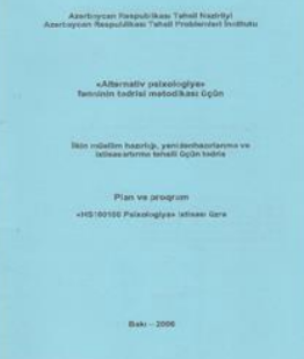 Azərbaycan Respublikası Təhsil Nazirliyi
Azərbaycan Respublikası Təhsil Problemləri İnstitutu
«Alternativ psixologiya»
fənninin tədrisi metodikası üçün
İlkin müəllim hazırlığı, yenidənhazırlanma və
ixtisasartırma təhsili üçün tədris
Plan və proqram
«HS160100 Psixologiya» ixtisası üzrə
Bakı – 2006